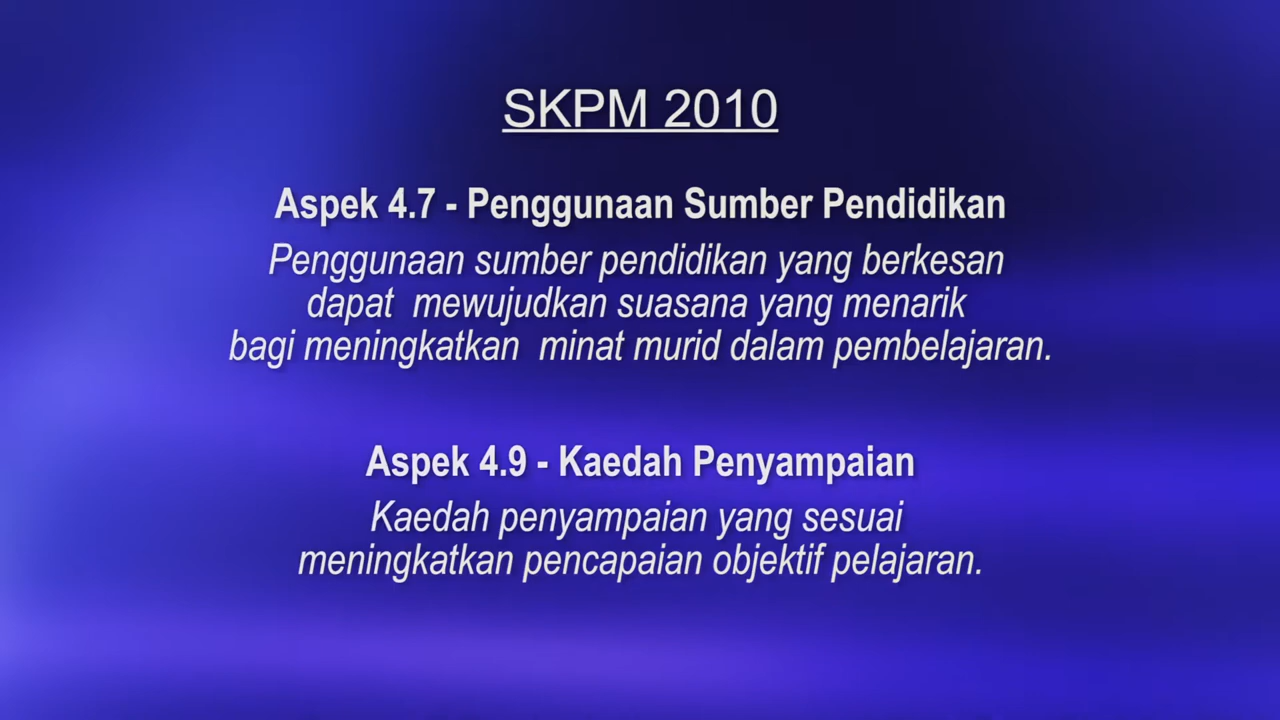 SKPM 2010
Aspek 4.7 - Penggunaan Sumber Pendidikan
Penggunaan sumber pendidikan yang berkesan
dapat mewujudkan suasana yang menarik
bagi meningkatkan minat murid dalam pembelajaran.
Aspek 4.9 - Kaedah Penyampaian
Kaedah penyampaian yang sesuai
meningkatkan pencapaian objektif pelajaran.